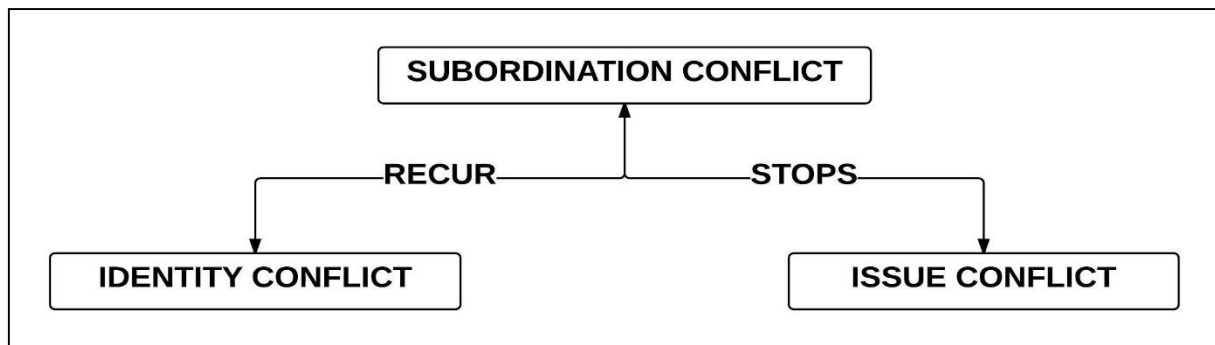 SUBORDINATION CONFLICT
RECUR STOPS
IDENTITY CONFLICT ISSUE CONFLICT